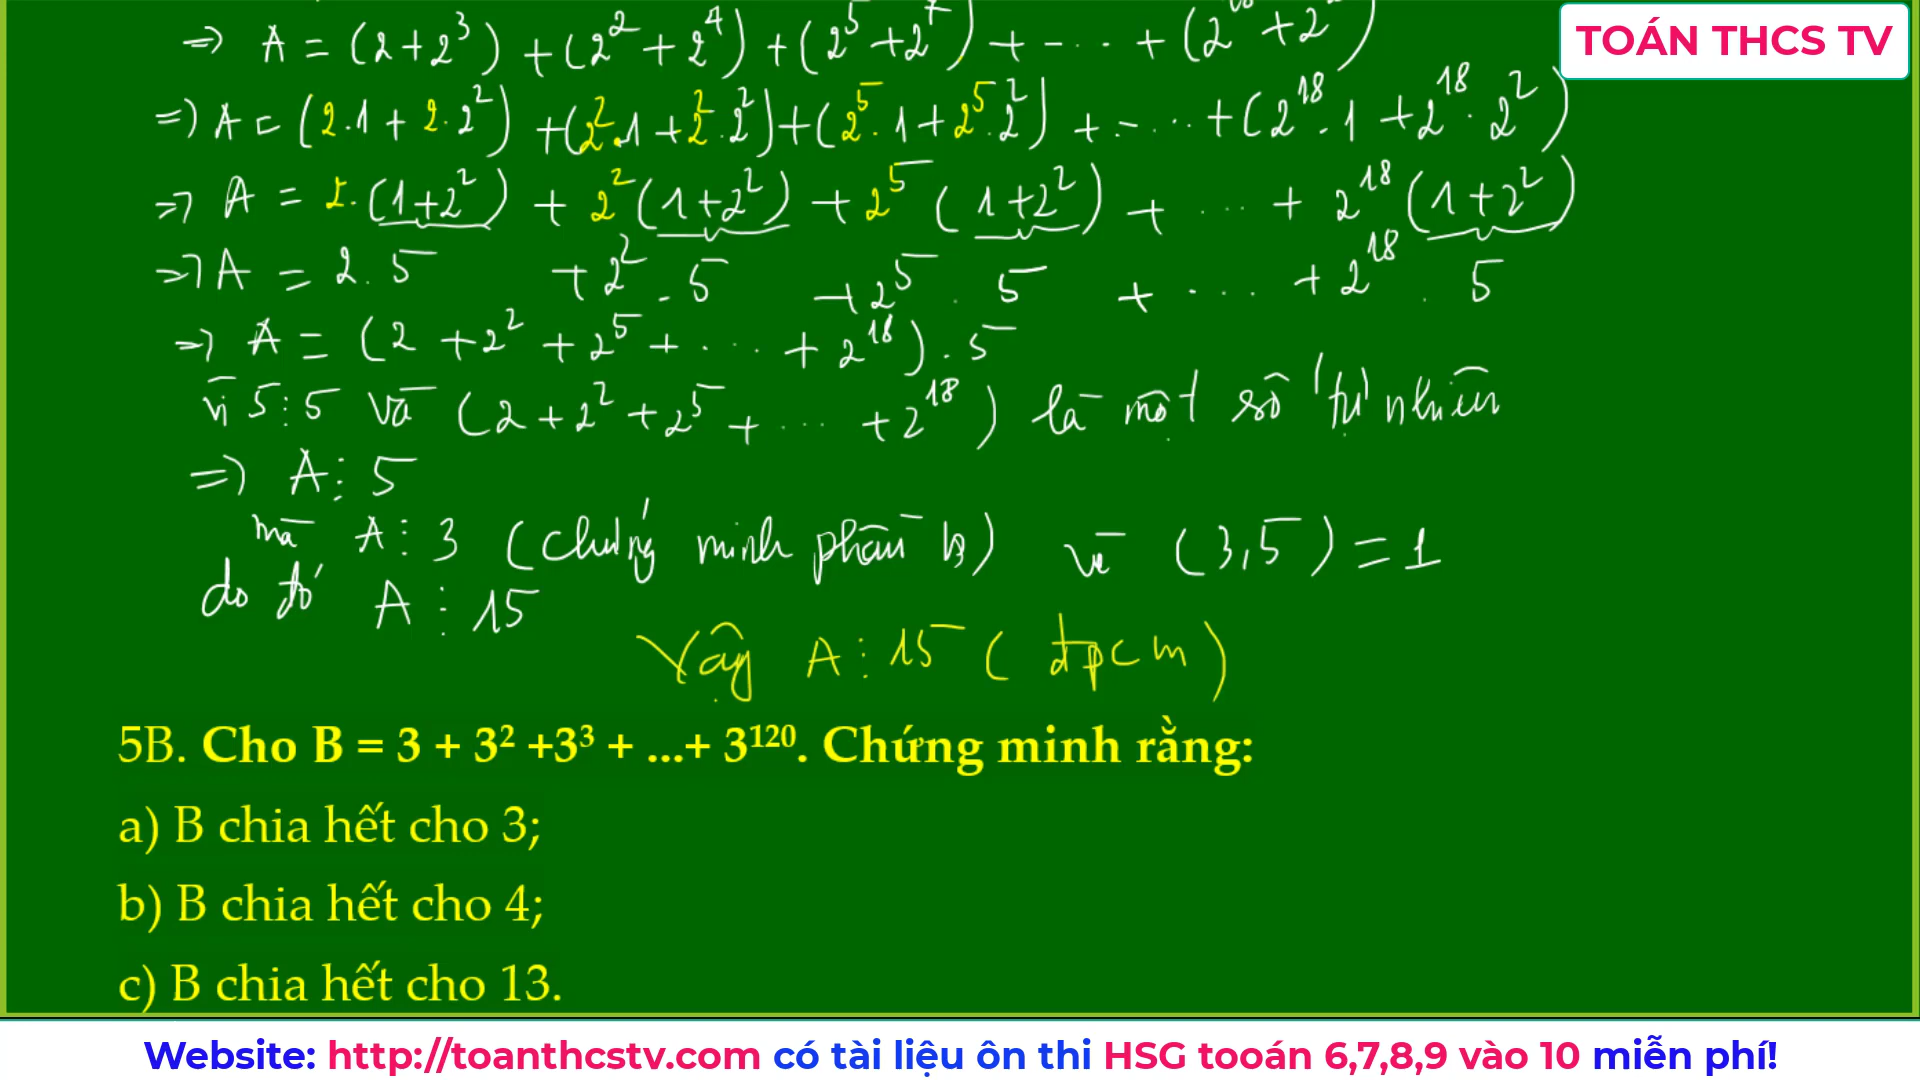 TOÁN THCS TV
=> A = (2+2³) + (2²+2⁴) + (2⁵+2⁷) + ... + (2¹⁸+2
=> A = (2.1 + 2.2²) + (2².1 + 2².2²) + (2⁵.1 + 2⁵.2²) + ... + (2¹⁸.1 + 2¹⁸.2²)
=> A = 2.(1+2²) + 2²(1+2²) + 2⁵(1+2²) + ... + 2¹⁸(1+2²)
=> A = 2.5 + 2².5 + 2⁵.5 + ... + 2¹⁸.5
=> A = (2 + 2² + 2⁵ + ... + 2¹⁸).5
vì 5⋮5 và (2 + 2² + 2⁵ + ... + 2¹⁸) là một số tự nhiên
=> A⋮5
mà A⋮3 (chứng minh phần b) và (3,5) = 1
do đó A⋮15
Vậy A⋮15 (đpcm)
5B. Cho B = 3 + 3² +3³ + ...+ 3¹²⁰. Chứng minh rằng:
a) B chia hết cho 3;
b) B chia hết cho 4;
c) B chia hết cho 13.
Website: http://toanthcstv.com có tài liệu ôn thi HSG tooán 6,7,8,9 vào 10 miễn phí!